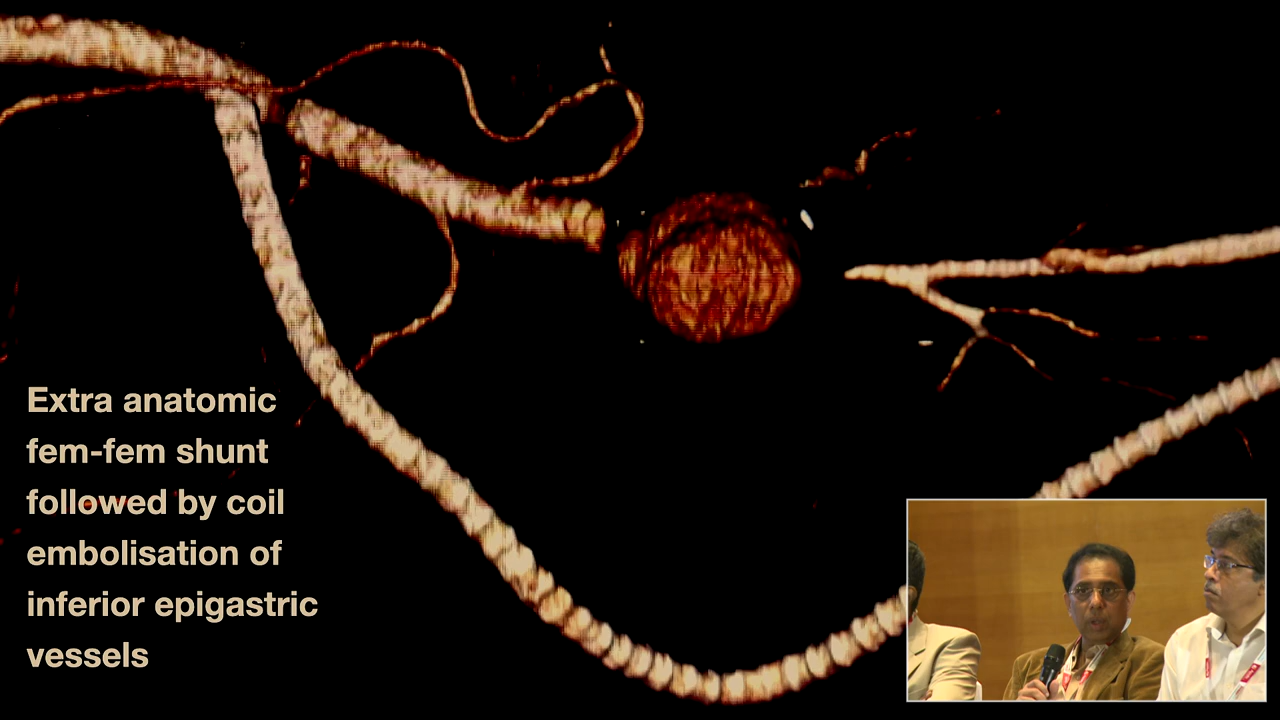 Extra anatomic
fem-fem shunt
followed by coil
embolisation of
inferior epigastric
vessels